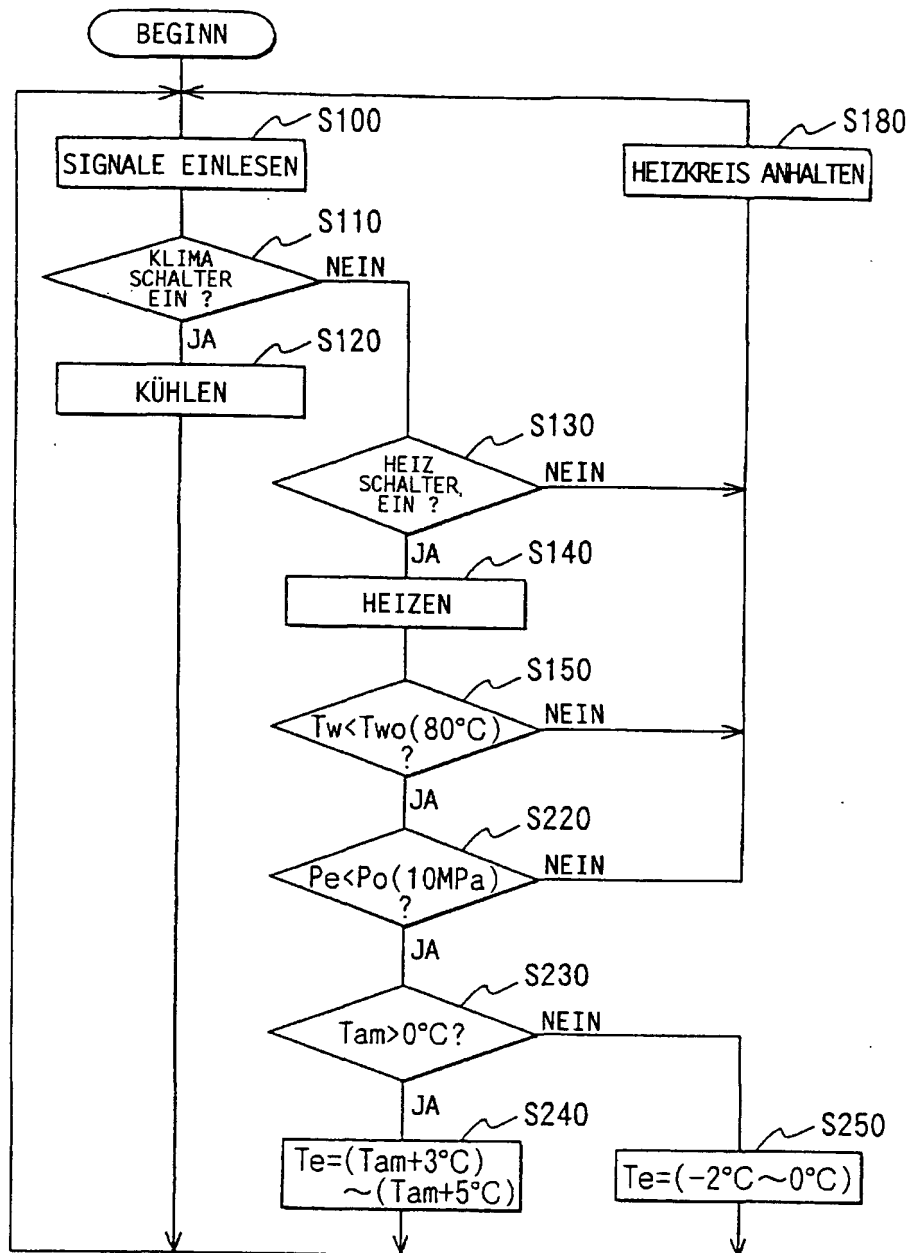 BEGINN
S100
SIGNALE EINLESEN
S180
HEIZKREIS ANHALTEN
S110
KLIMA
SCHALTER
EIN ?
NEIN
JA
S120
KÜHLEN
S130
HEIZ
SCHALTER,
EIN ?
NEIN
JA
S140
HEIZEN
S150
Tw<Two(80°C)
?
NEIN
JA
S220
Pe<Po(10MPa)
?
NEIN
JA
S230
Tam>0°C?
NEIN
JA
S240
Te=(Tam+3°C)
～(Tam+5°C)
S250
Te=(-2°C～0°C)